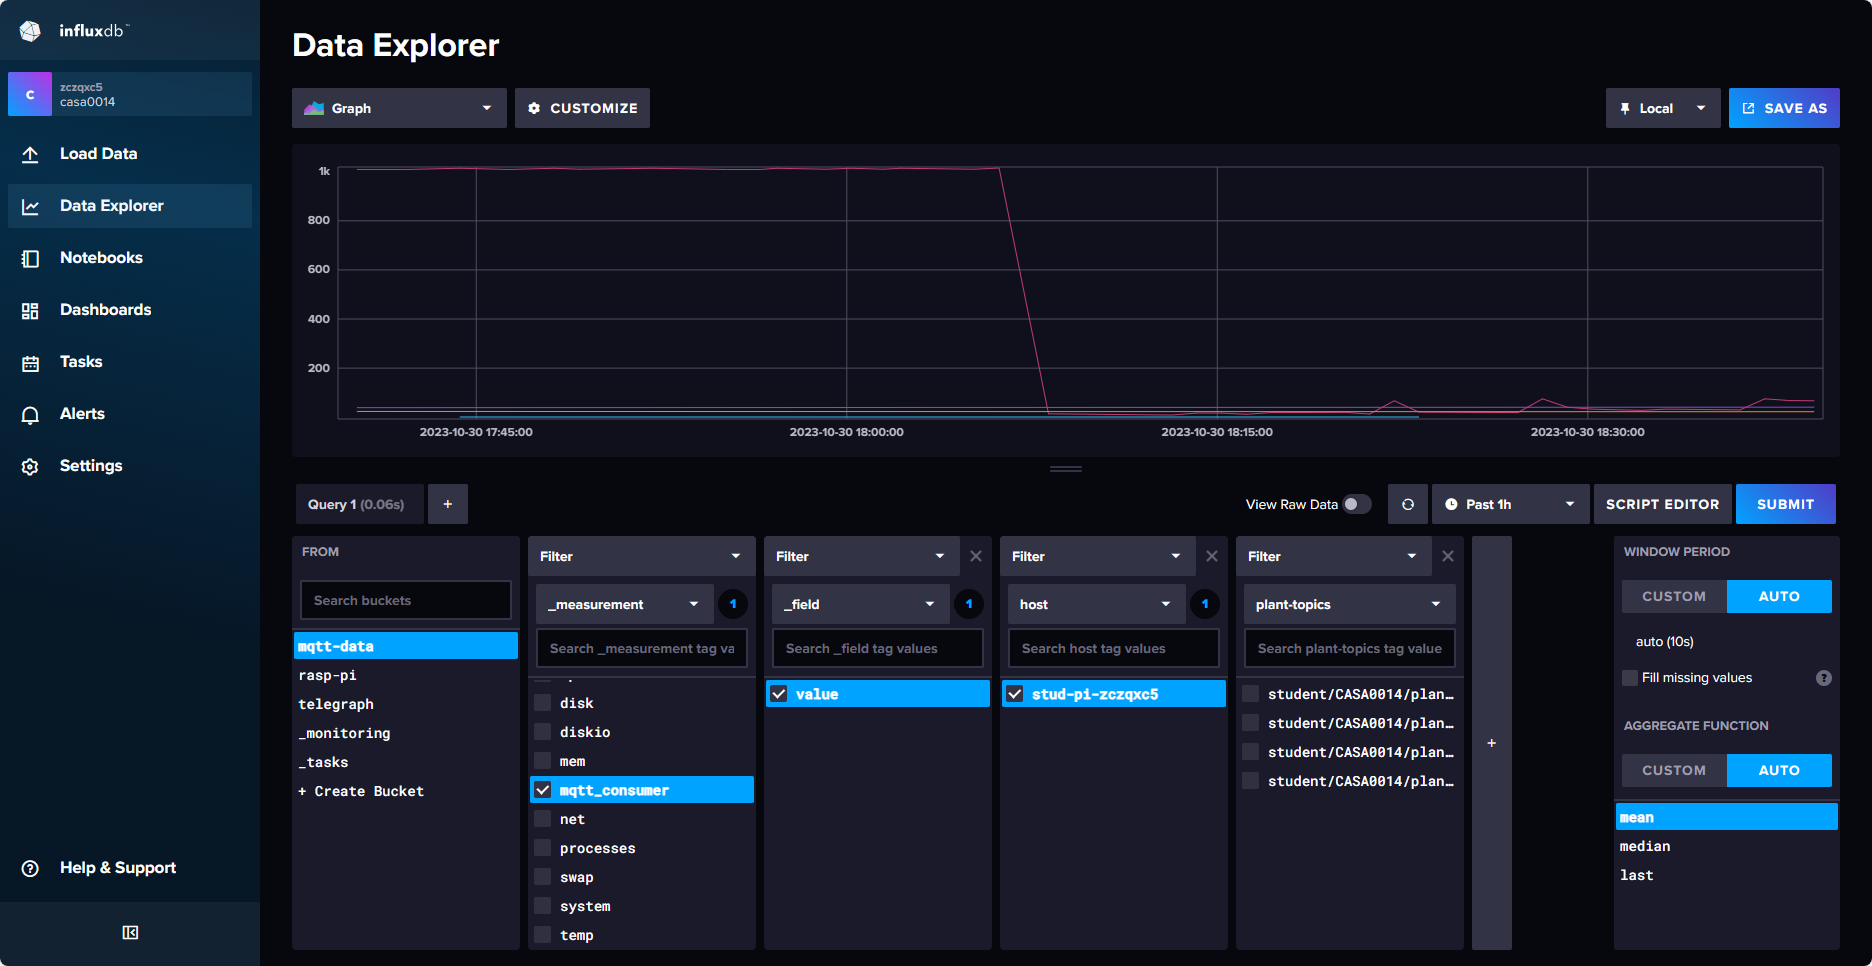 influxdb™
C
zczqxc5
casa0014
Load Data
Data Explorer
Notebooks
Dashboards
Tasks
Alerts
Settings
Help & Support
Data Explorer
Graph
CUSTOMIZE
Local
SAVE AS
1k
800
600
400
200
2023-10-30 17:45:00
2023-10-30 18:00:00
2023-10-30 18:15:00
2023-10-30 18:30:00
Query 1 (0.06s)
+
View Raw Data
Past 1h
SCRIPT EDITOR
SUBMIT
FROM
Search buckets
mqtt-data
rasp-pi
telegraph
_monitoring
_tasks
+ Create Bucket
Filter
_measurement
1
Search _measurement tag va
disk
diskio
mem
mqtt_consumer
net
processes
swap
system
temp
Filter
_field
1
Search _field tag values
value
Filter
host
1
Search host tag values
stud-pi-zczqxc5
Filter
plant-topics
Search plant-topics tag value
student/CASA0014/plan…
student/CASA0014/plan…
student/CASA0014/plan…
student/CASA0014/plan…
+
WINDOW PERIOD
CUSTOM
AUTO
auto (10s)
Fill missing values
?
AGGREGATE FUNCTION
CUSTOM
AUTO
mean
median
last